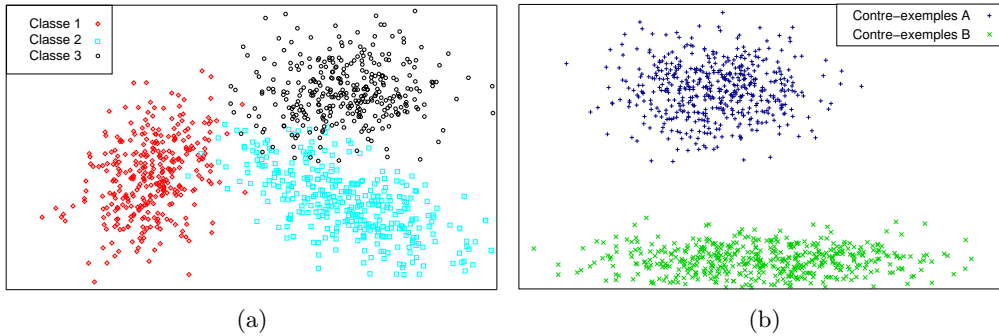 Classe 1
Classe 2
Classe 3
Contre−exemples A
Contre−exemples B
(a)
(b)